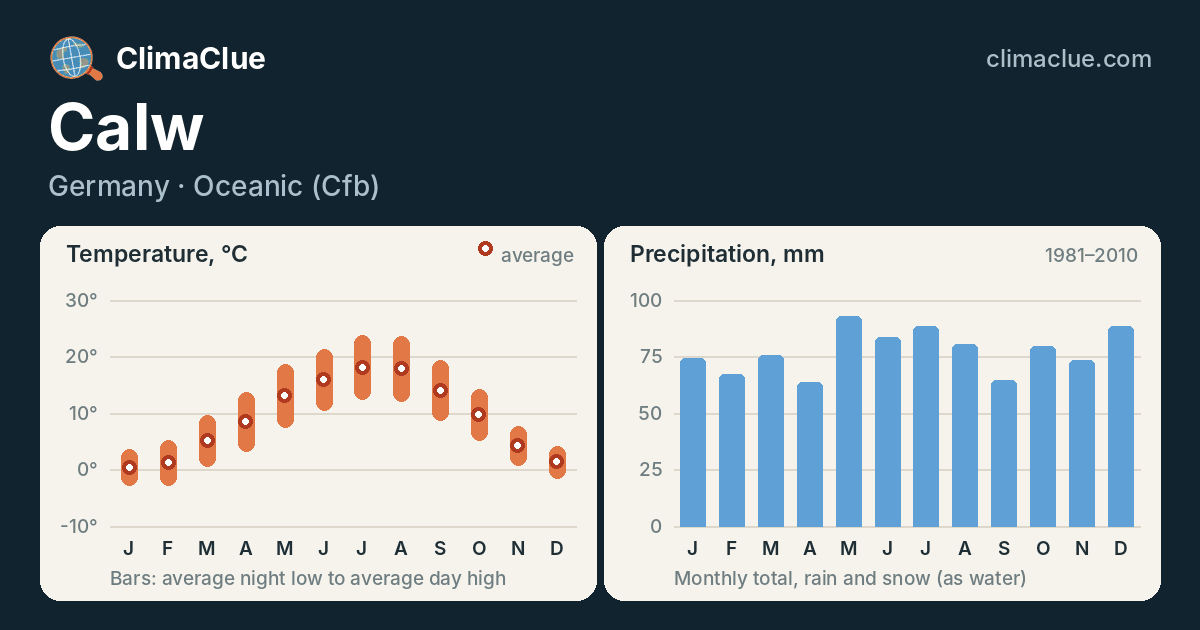 ClimaClue
climaclue.com
Calw
Germany · Oceanic (Cfb)
Temperature, °C
average
30°
20°
10°
0°
-10°
J F M A M J J A S O N D
Bars: average night low to average day high
Precipitation, mm
1981–2010
100
75
50
25
0
J F M A M J J A S O N D
Monthly total, rain and snow (as water)